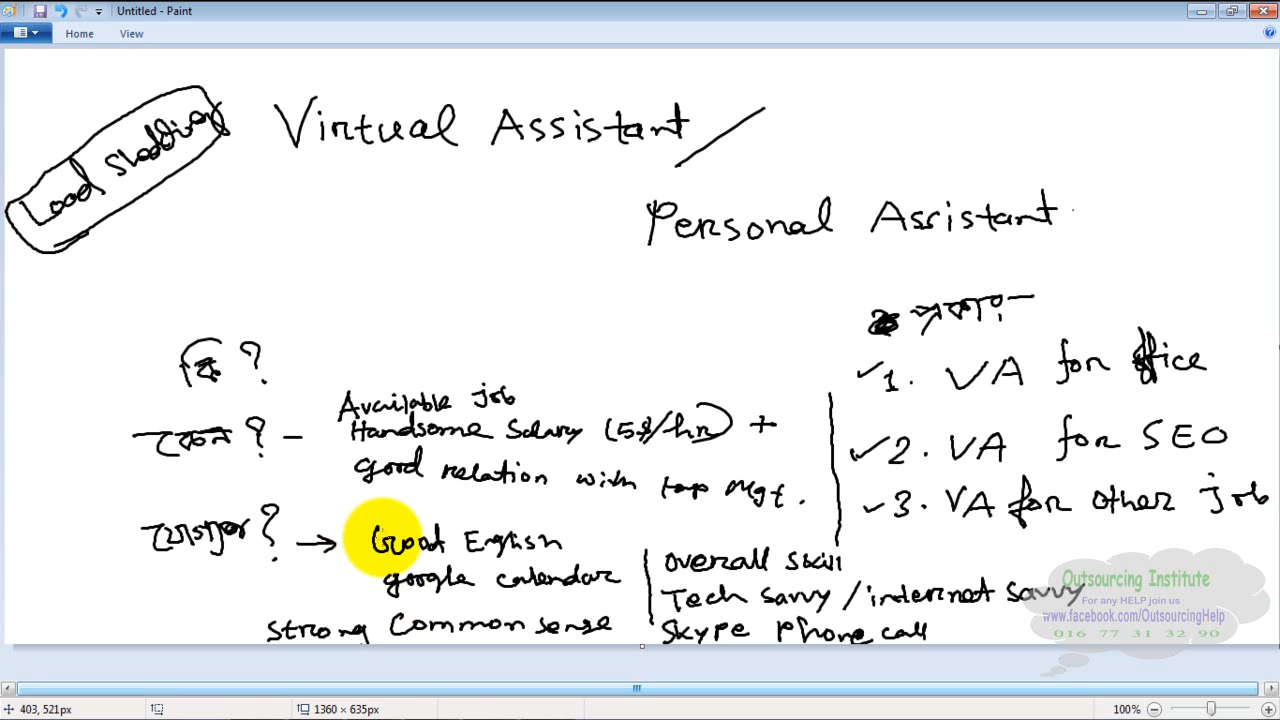 Untitled - Paint
Home View
Load Shedding
Virtual Assistant /
Personal Assistant
কি ?
Available job
কেন ? - Handsome Salary (5$/hr) +
good relation with top Mgt.
যোগ্যতা ? → Good English
google calendar
strong common sense
overall skill
Tech savvy / internet savvy
Skype Phone call
✓1. VA for office
✓2. VA for SEO
✓3. VA for other job
Outsourcing Institute
For any HELP join us
www.facebook.com/OutsourcingHelp
016 77 31 32 90
403, 521px
1360 × 635px
100%